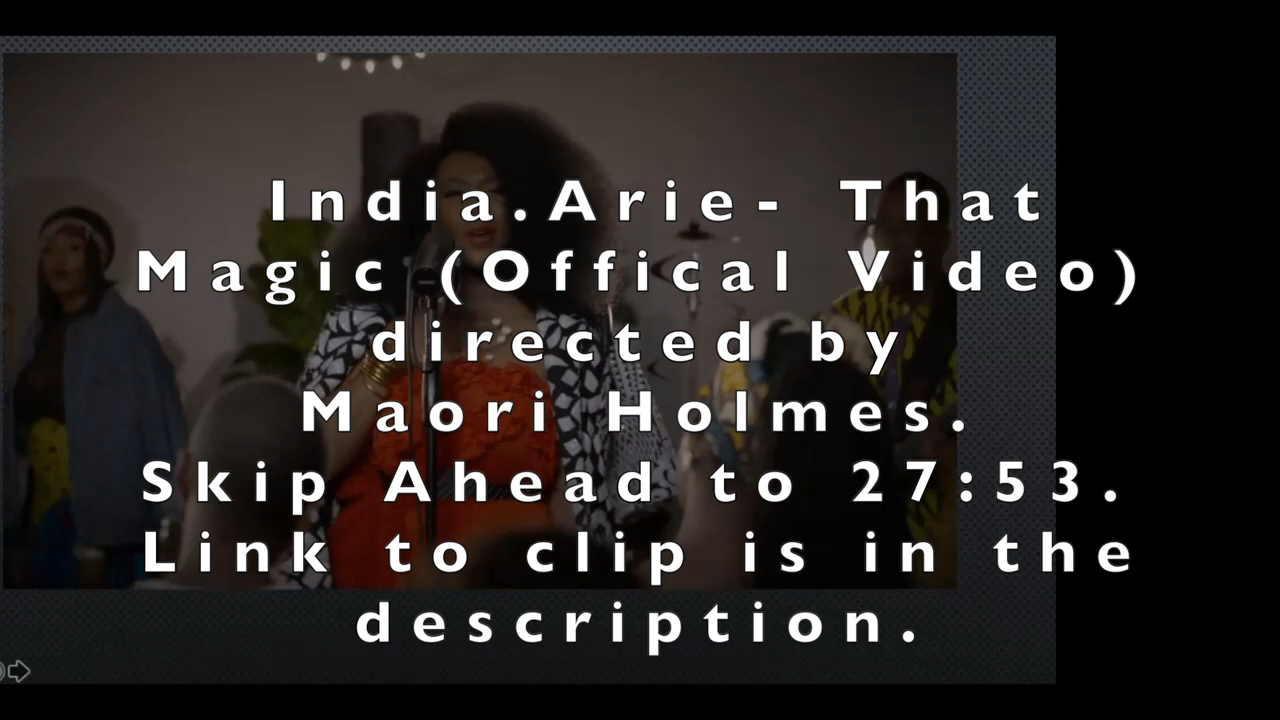 India.Arie- That
Magic (Offical Video)
directed by
Maori Holmes.
Skip Ahead to 27:53.
Link to clip is in the
description.